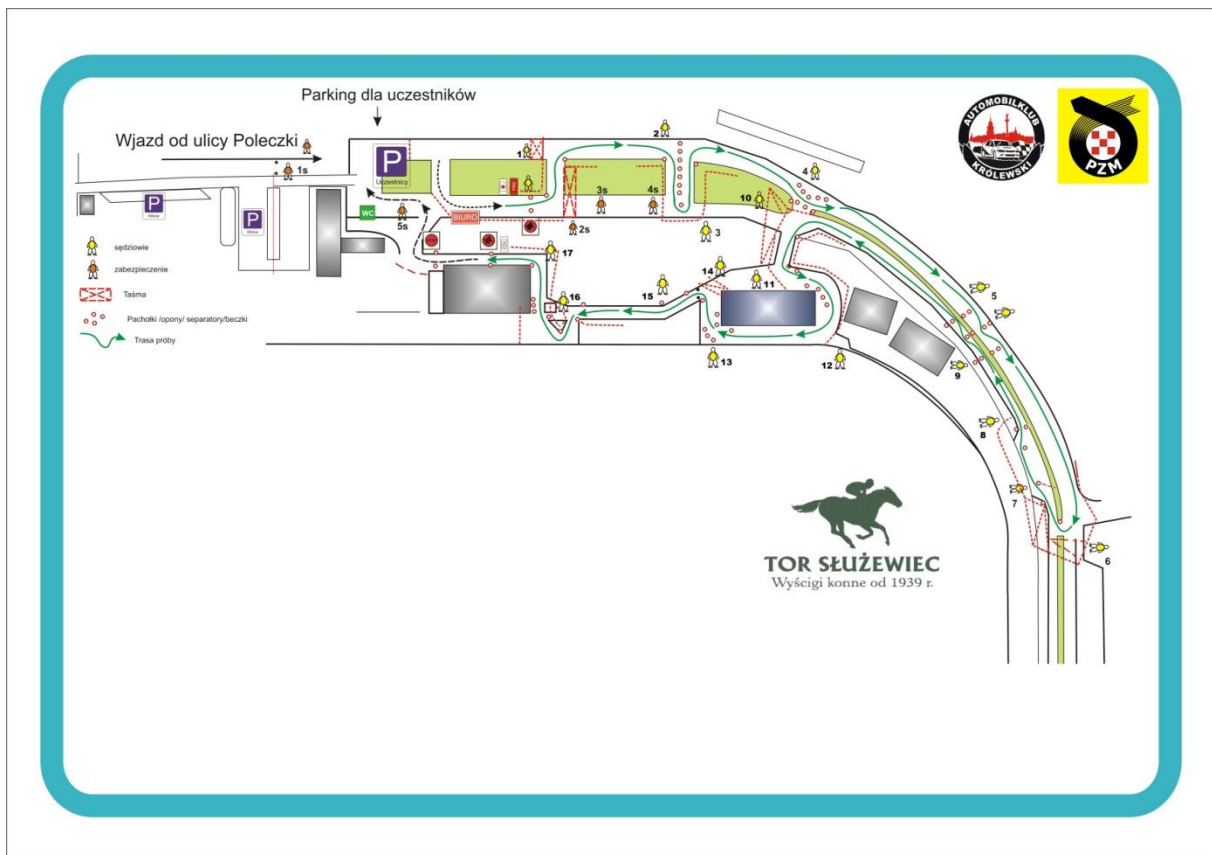 Parking dla uczestników
Wjazd od ulicy Poleczki
1s
P
Uczestnicy
P
P
WC
5s
BIURO
1
2
3s
4s
2s
3
4
10
5
6
7
8
9
11
12
13
14
15
16
17
sędziowie
zabezpieczenie
Taśma
Pachołki /opony/ separatory/beczki
Trasa próby
AUTOMOBILKLUB
KRÓLEWSKI
PZM
TOR SŁUŻEWIEC
Wyścigi konne od 1939 r.